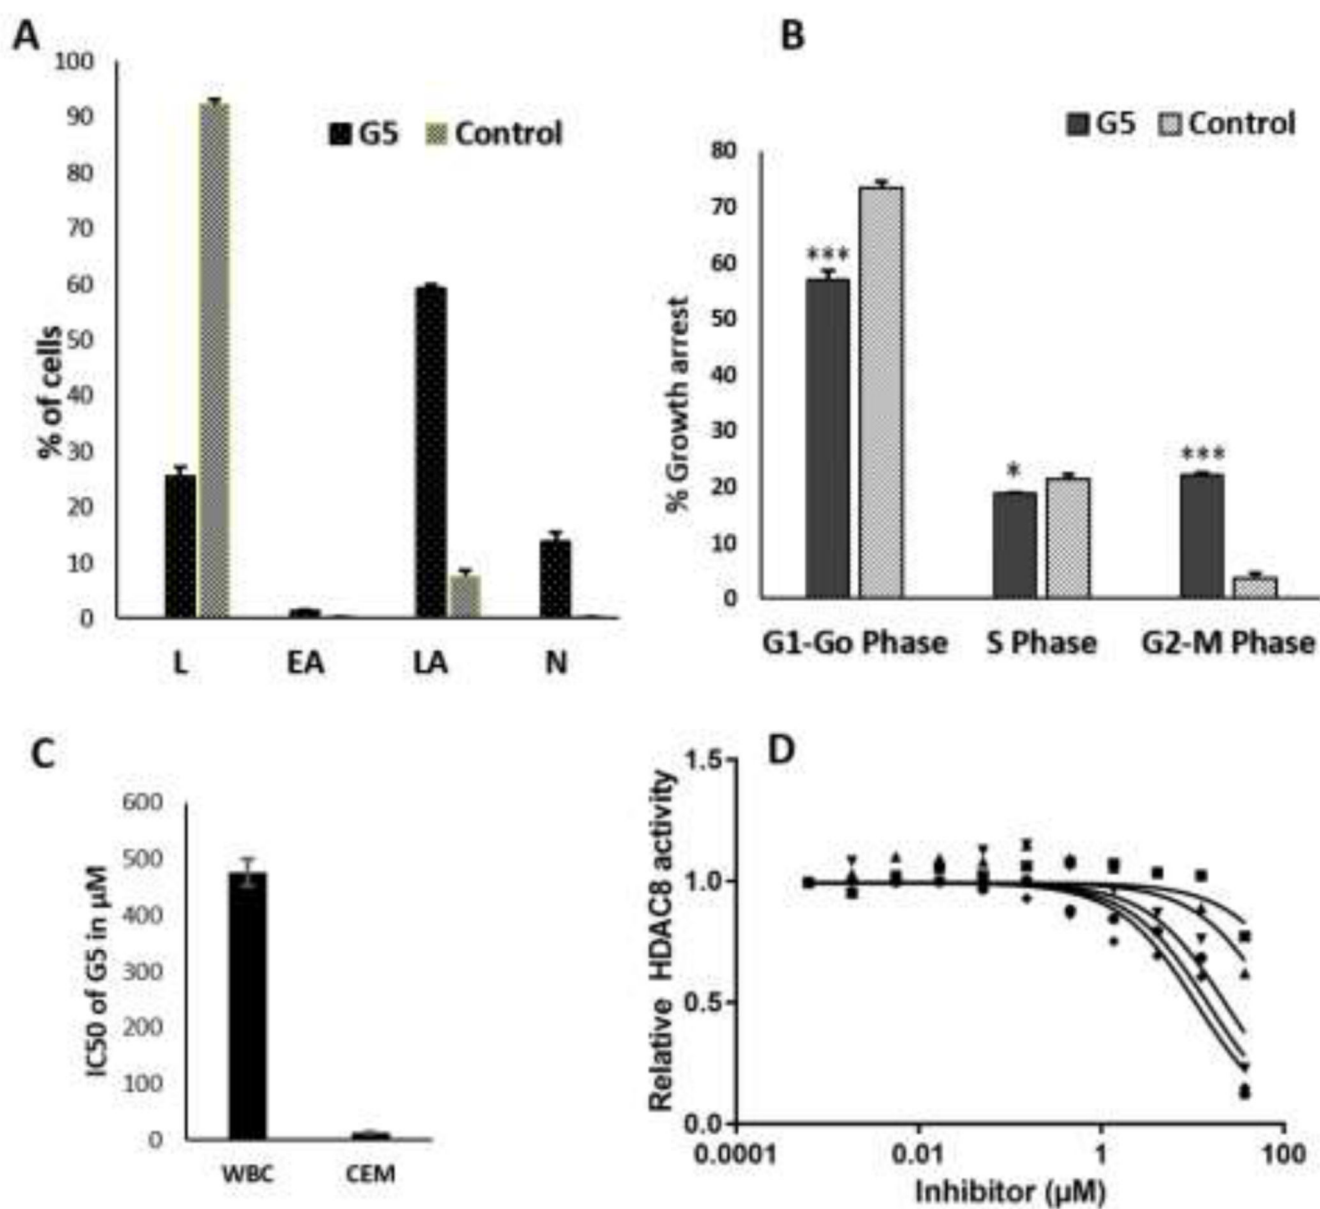 A
100
90
80
70
60
50
40
30
20
10
0
% of cells
G5 Control
L EA LA N
B
G5 Control
80
70
60
50
40
30
20
10
0
% Growth arrest
***
*
***
G1-Go Phase S Phase G2-M Phase
C
600
500
400
300
200
100
0
IC50 of G5 in µM
WBC CEM
D
1.5
1.0
0.5
0.0
Relative HDAC8 activity
0.0001 0.01 1 100
Inhibitor (µM)